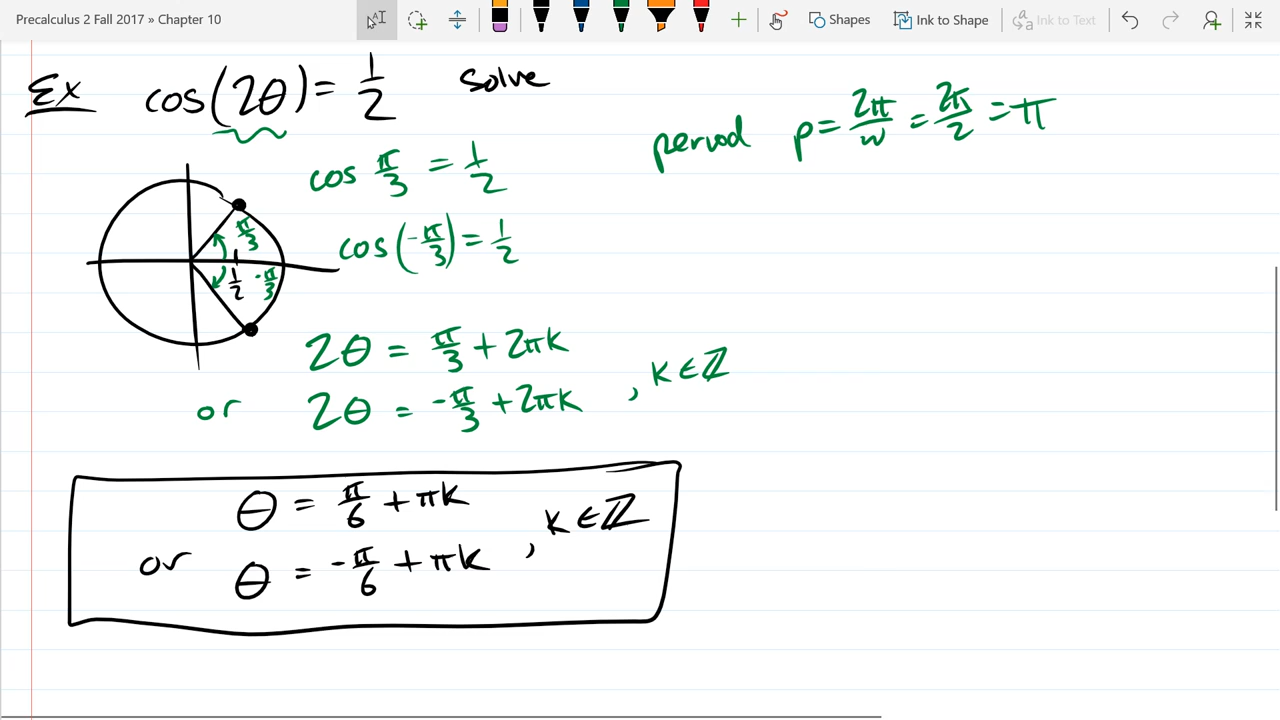 Precalculus 2 Fall 2017 » Chapter 10
Shapes
Ink to Shape
Ink to Text
Ex cos(2θ) = 1/2 solve
period p = 2π/w = 2π/2 = π
cos π/3 = 1/2
cos(-π/3) = 1/2
π/3
1/2
-π/3
2θ = π/3 + 2πk
or 2θ = -π/3 + 2πk , k ∈ ℤ
θ = π/6 + πk
or θ = -π/6 + πk , k ∈ ℤ